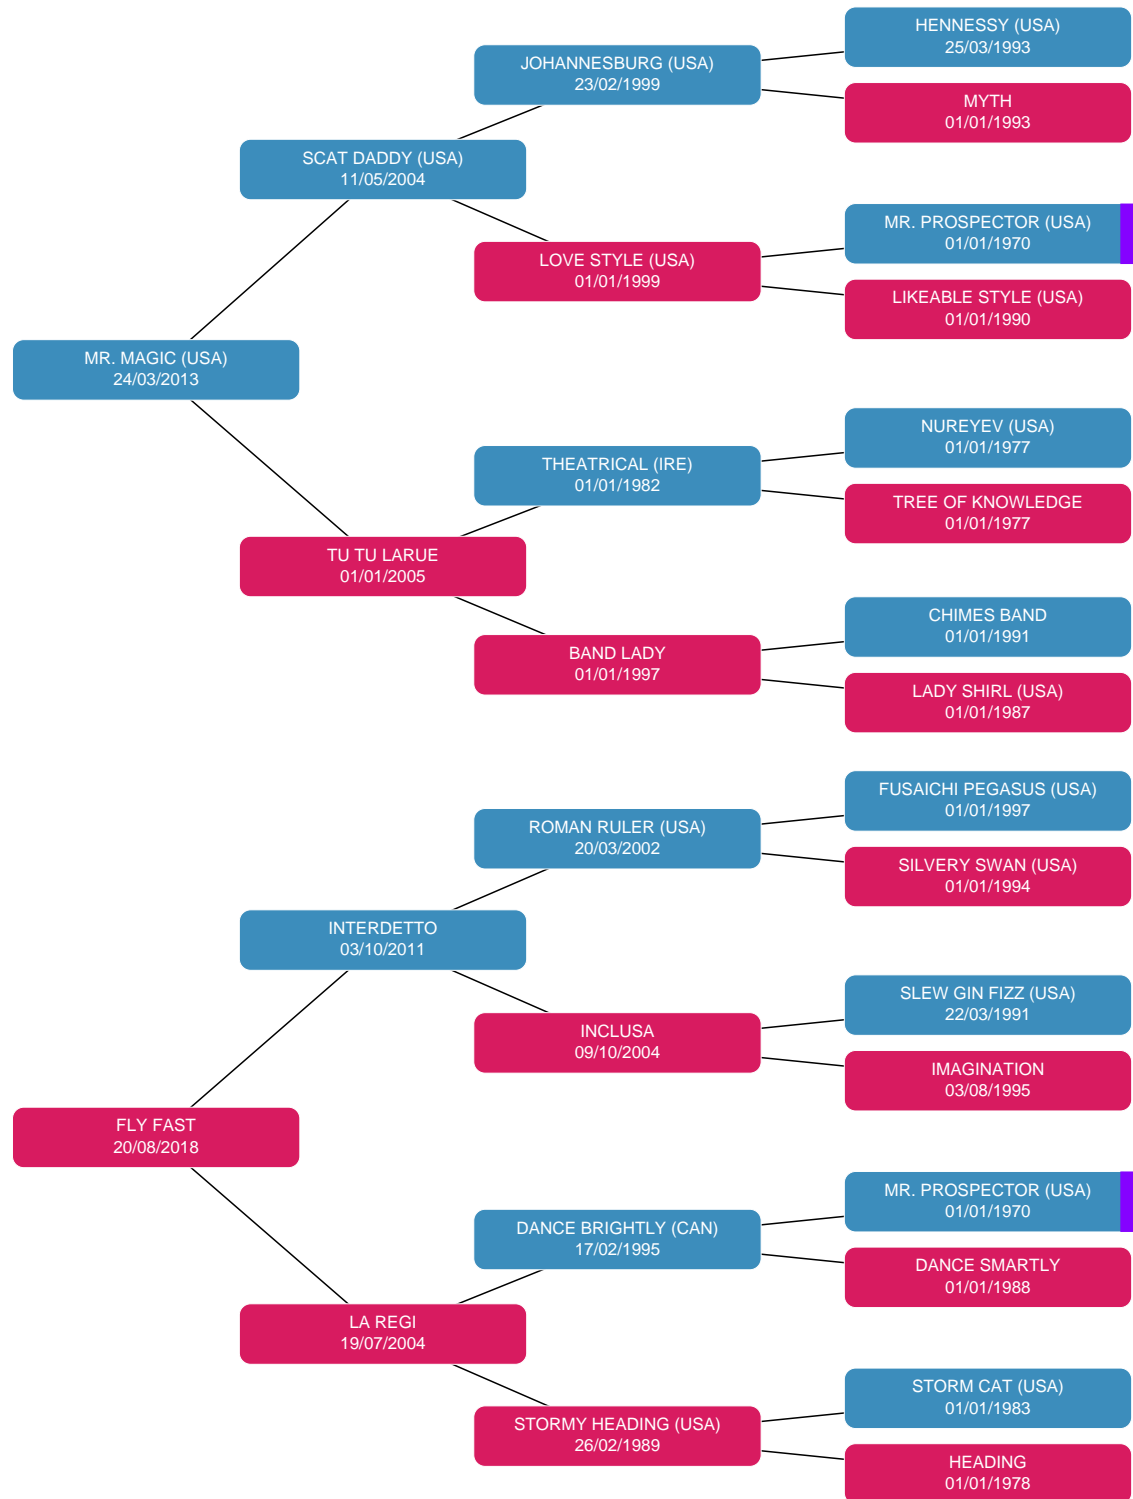 HENNESSY (USA)
25/03/1993
JOHANNESBURG (USA)
23/02/1999
MYTH
01/01/1993
SCAT DADDY (USA)
11/05/2004
MR. PROSPECTOR (USA)
01/01/1970
LOVE STYLE (USA)
01/01/1999
LIKEABLE STYLE (USA)
01/01/1990
MR. MAGIC (USA)
24/03/2013
NUREYEV (USA)
01/01/1977
THEATRICAL (IRE)
01/01/1982
TREE OF KNOWLEDGE
01/01/1977
TU TU LARUE
01/01/2005
CHIMES BAND
01/01/1991
BAND LADY
01/01/1997
LADY SHIRL (USA)
01/01/1987
FUSAICHI PEGASUS (USA)
01/01/1997
ROMAN RULER (USA)
20/03/2002
SILVERY SWAN (USA)
01/01/1994
INTERDETTO
03/10/2011
SLEW GIN FIZZ (USA)
22/03/1991
INCLUSA
09/10/2004
IMAGINATION
03/08/1995
FLY FAST
20/08/2018
MR. PROSPECTOR (USA)
01/01/1970
DANCE BRIGHTLY (CAN)
17/02/1995
DANCE SMARTLY
01/01/1988
LA REGI
19/07/2004
STORM CAT (USA)
01/01/1983
STORMY HEADING (USA)
26/02/1989
HEADING
01/01/1978